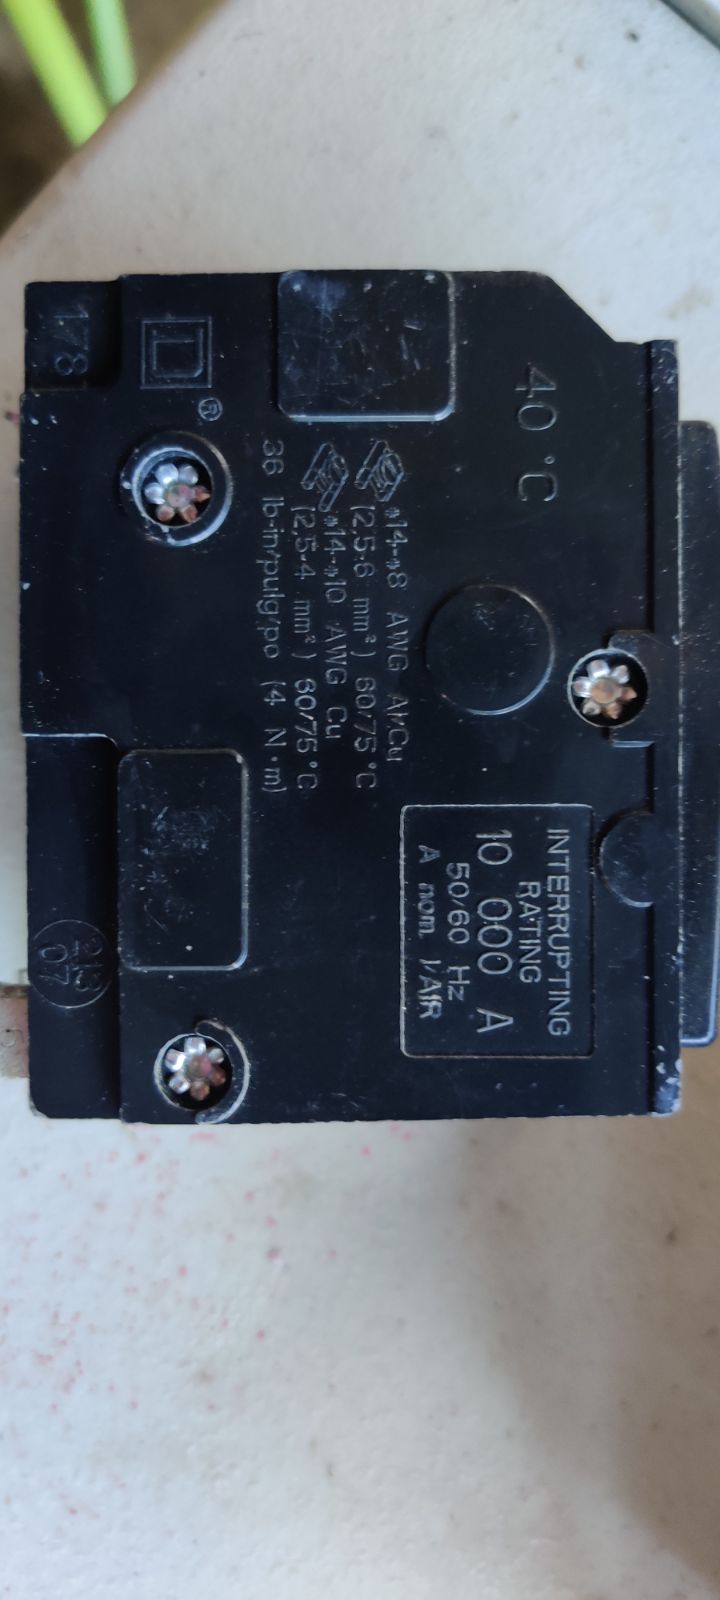 40°C
#14-#8 AWG Al/Cu
(2.5-6 mm²) 60/75°C
#14-#10 AWG Cu
(2.5-4 mm²) 60/75°C
36 lb-in/pulg/po (4 N·m)
®
178
INTERRUPTING
RATING
10 000 A
50/60 Hz
A nom. I/AIR
07